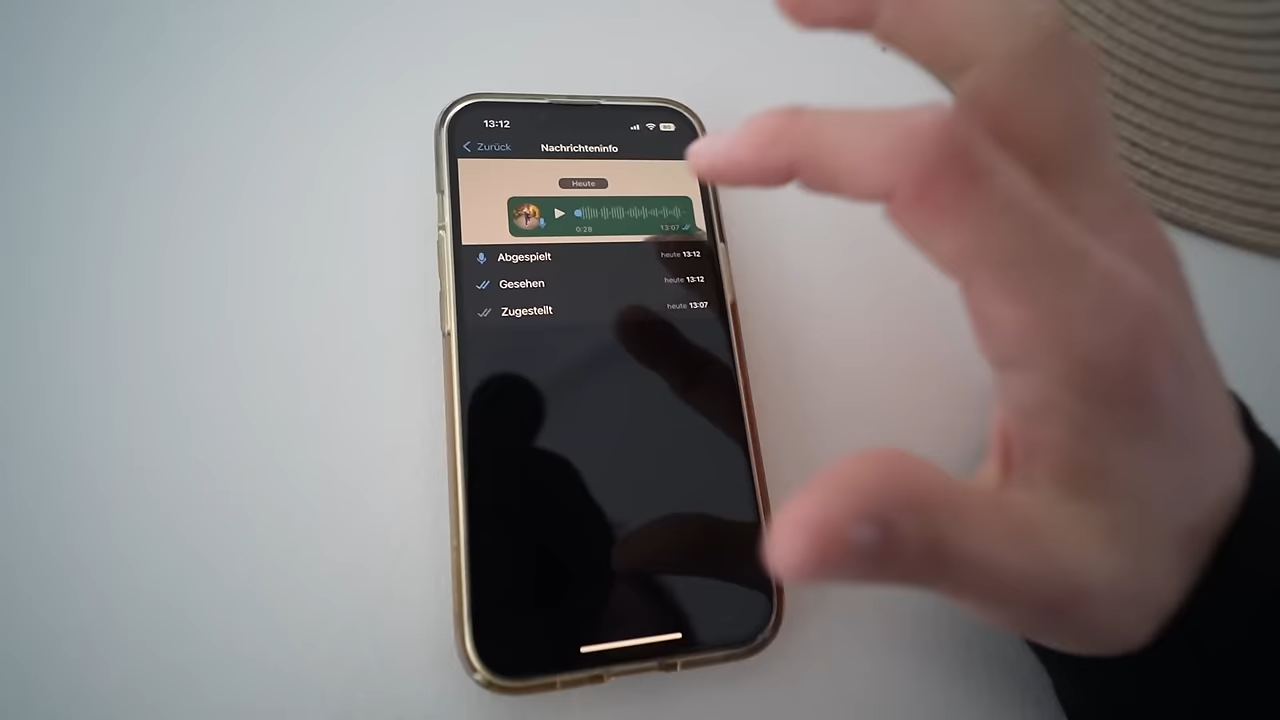 13:12
80
Zurück Nachrichteninfo
Heute
0:28 13:07
Abgespielt heute 13:12
Gesehen heute 13:12
Zugestellt heute 13:07